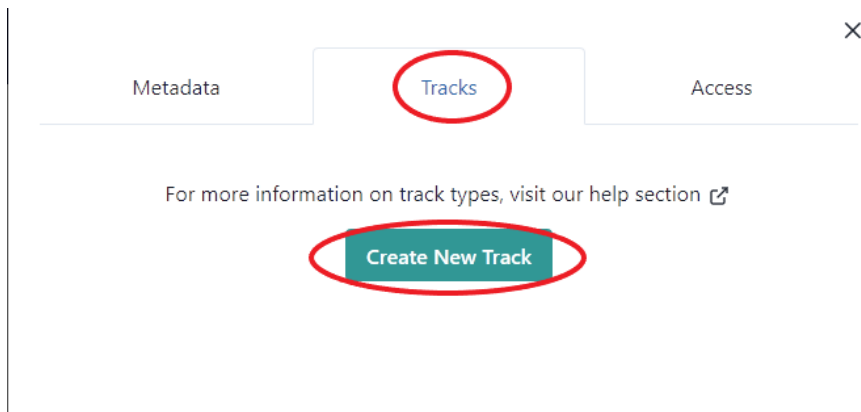 Metadata Tracks Access
For more information on track types, visit our help section
Create New Track